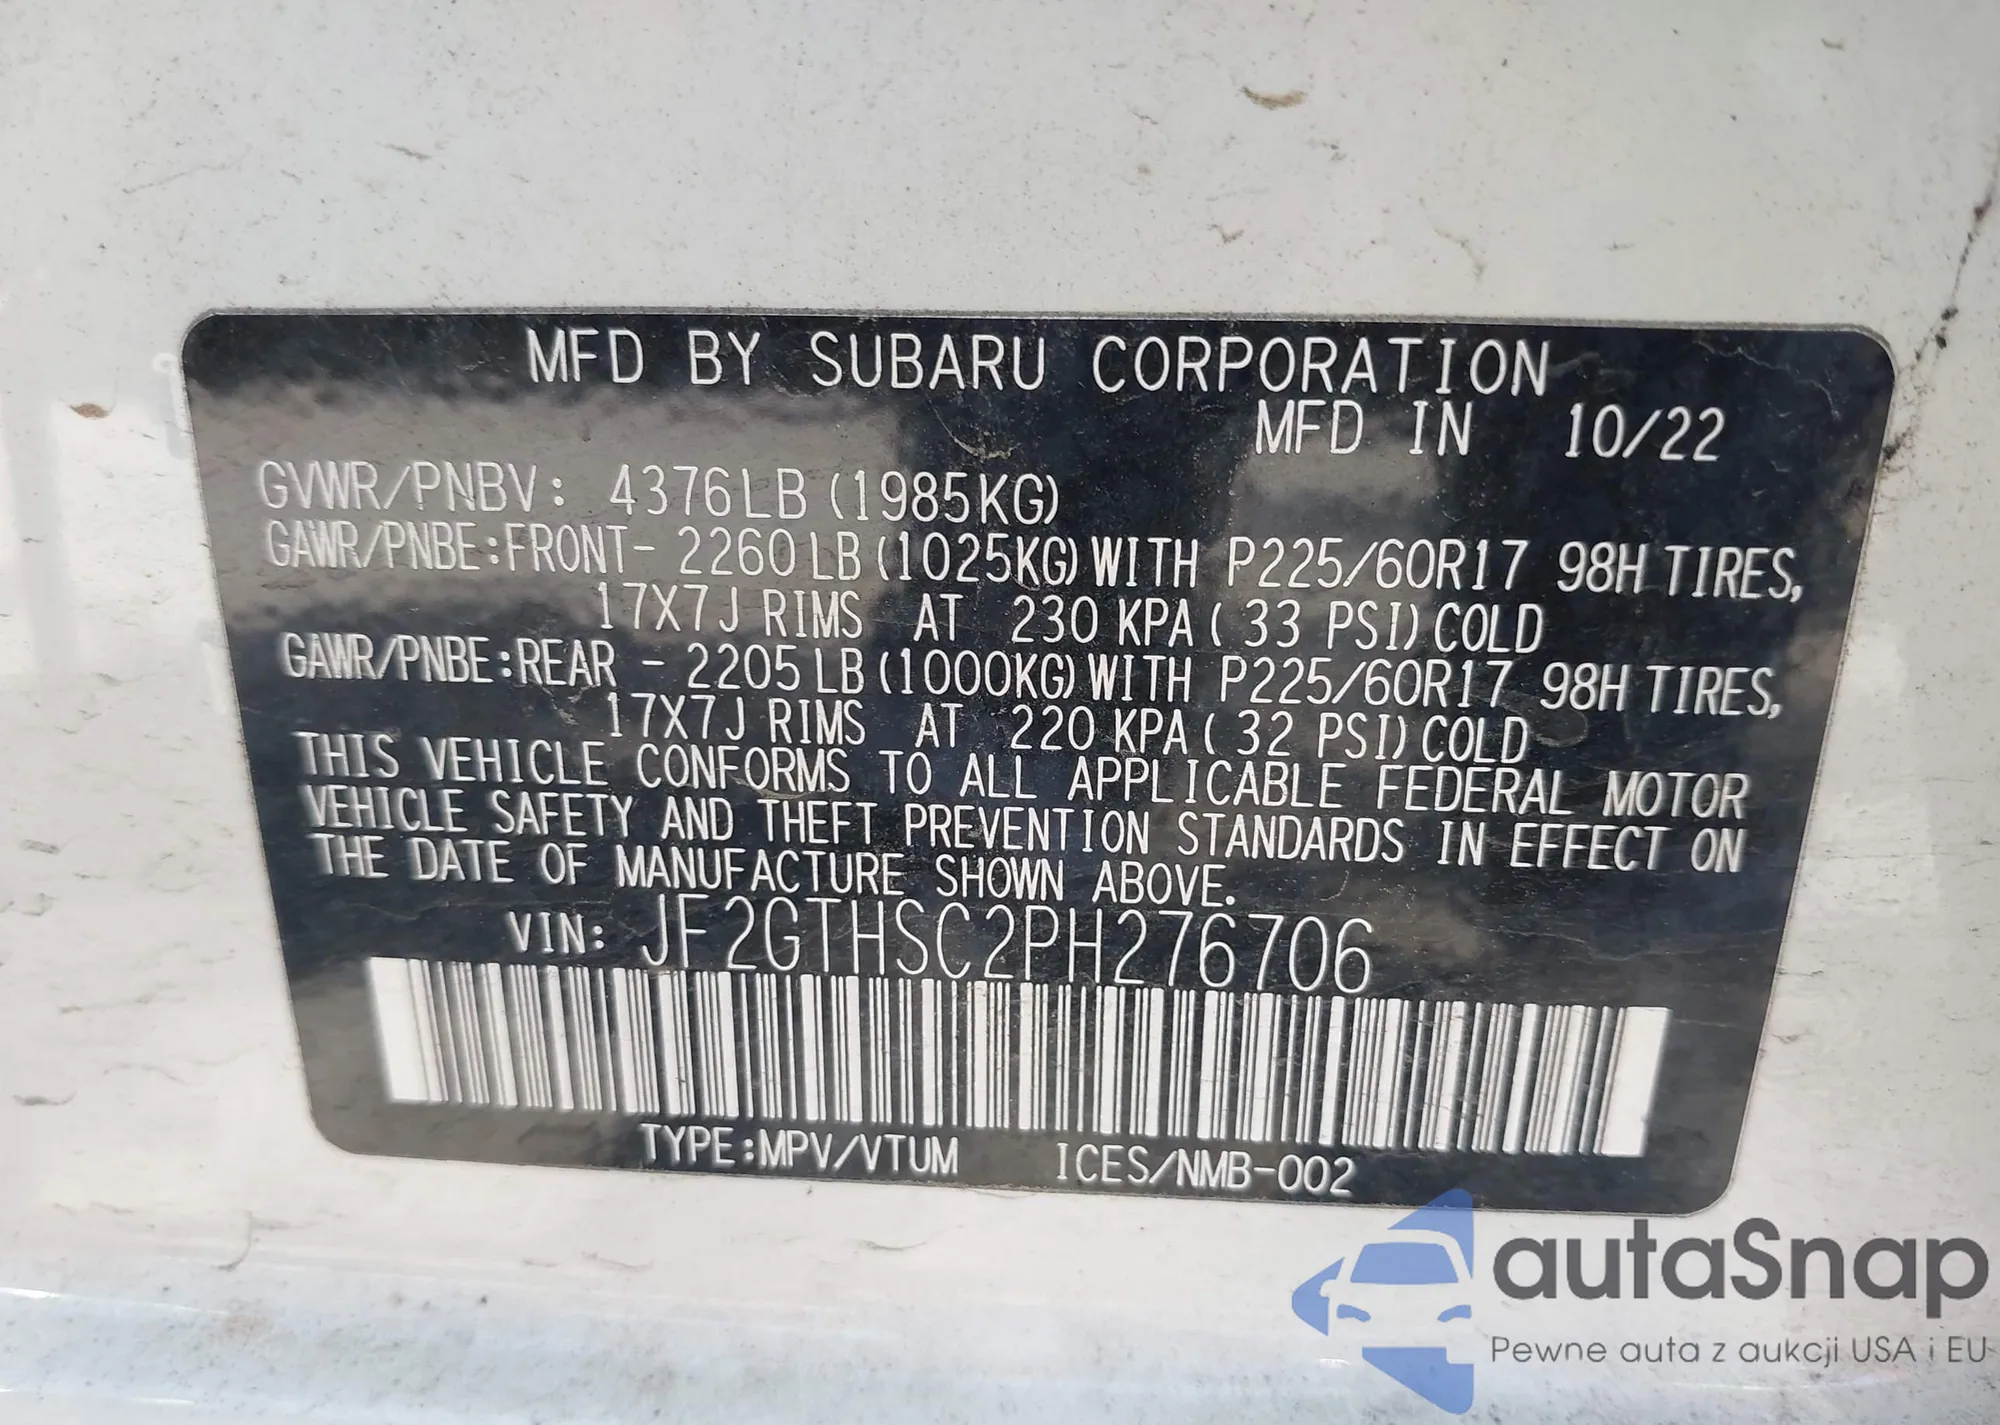 MFD BY SUBARU CORPORATION
MFD IN 10/22
GVWR/PNBV: 4376LB (1985KG)
GAWR/PNBE:FRONT- 2260 LB (1025KG) WITH P225/60R17 98H TIRES,
17X7J RIMS AT 230 KPA ( 33 PSI) COLD
GAWR/PNBE:REAR - 2205 LB (1000KG) WITH P225/60R17 98H TIRES,
17X7J RIMS AT 220 KPA ( 32 PSI) COLD
THIS VEHICLE CONFORMS TO ALL APPLICABLE FEDERAL MOTOR
VEHICLE SAFETY AND THEFT PREVENTION STANDARDS IN EFFECT ON
THE DATE OF MANUFACTURE SHOWN ABOVE.
VIN: JF2GTHSC2PH276706
TYPE:MPV/VTUM ICES/NMB-002
autaSnap
Pewne auta z aukcji USA i EU